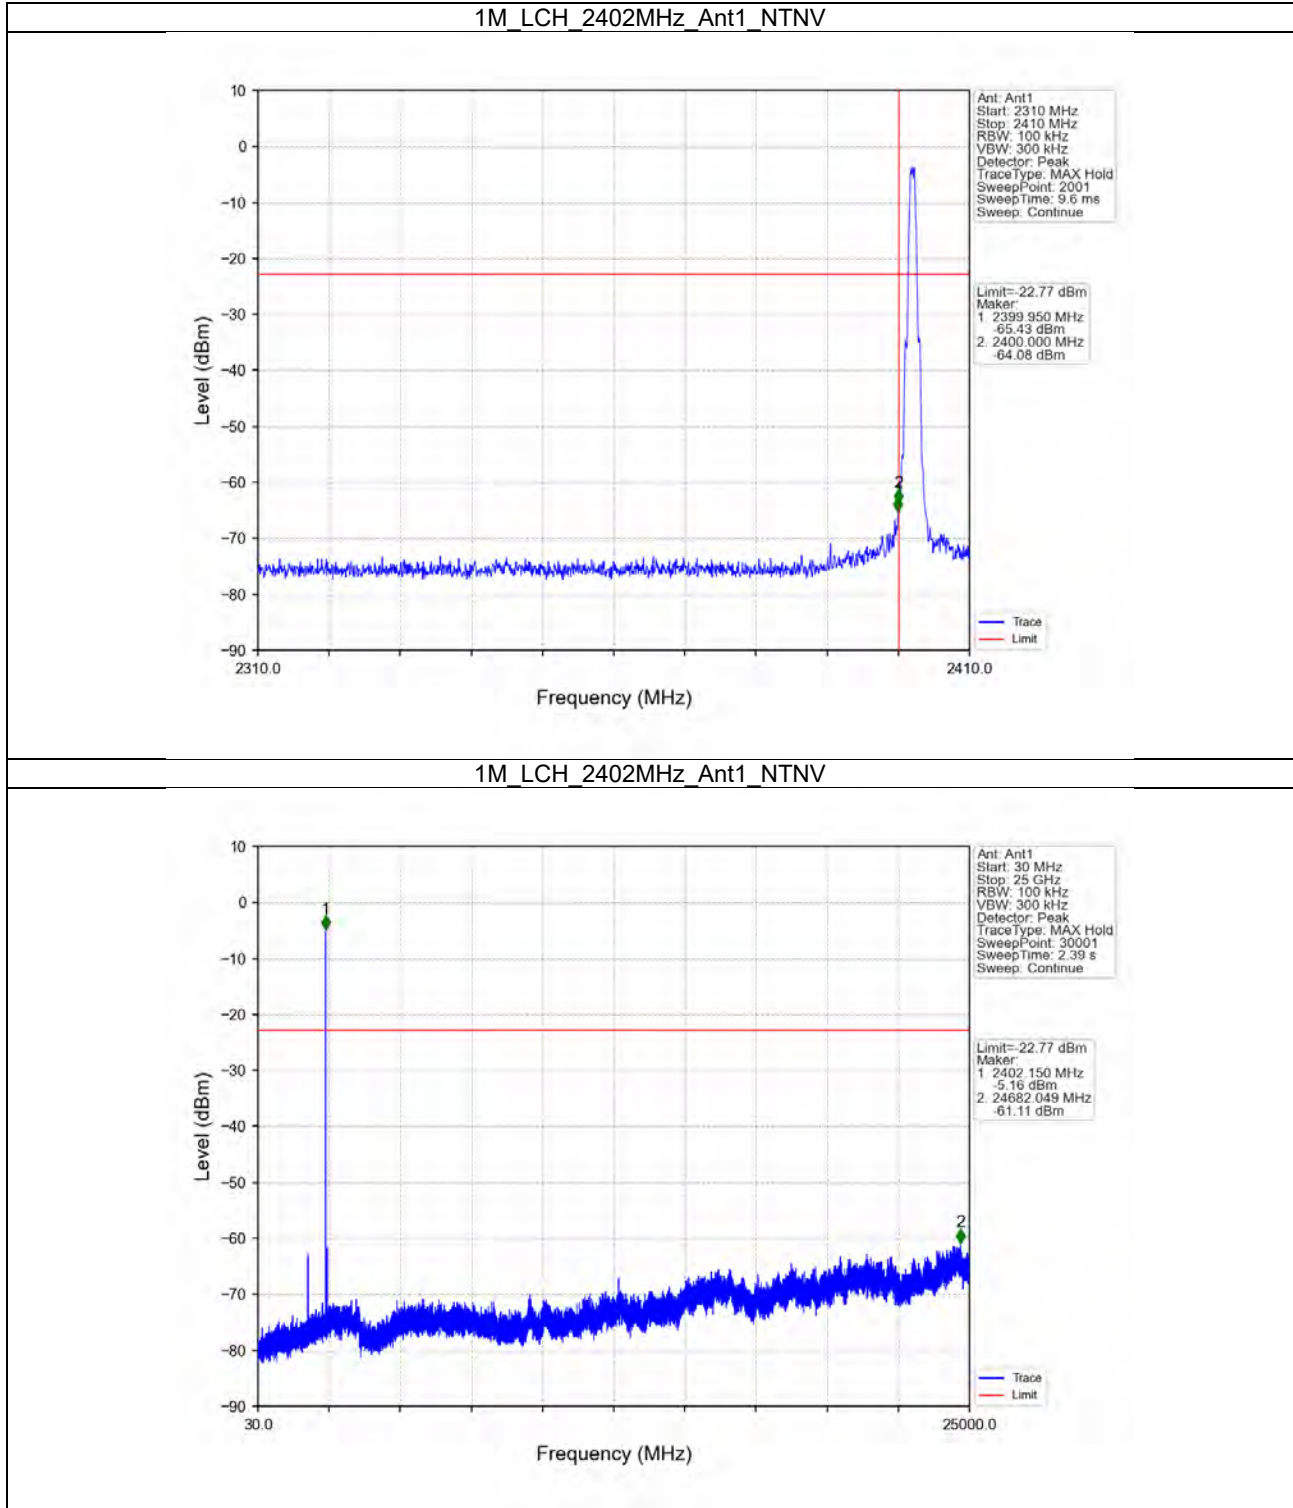 1M_LCH_2402MHz_Ant1_NTNV
10
0
−10
−20
−30
−40
−50
−60
−70
−80
−90
Level (dBm)
2310.0
2410.0
Frequency (MHz)
2
Ant: Ant1
Start: 2310 MHz
Stop: 2410 MHz
RBW: 100 kHz
VBW: 300 kHz
Detector: Peak
TraceType: MAX Hold
SweepPoint: 2001
SweepTime: 9.6 ms
Sweep: Continue
Limit=-22.77 dBm
Maker:
1. 2399.950 MHz
-65.43 dBm
2. 2400.000 MHz
-64.08 dBm
Trace
Limit
1M_LCH_2402MHz_Ant1_NTNV
10
0
−10
−20
−30
−40
−50
−60
−70
−80
−90
Level (dBm)
30.0
25000.0
Frequency (MHz)
1
2
Ant: Ant1
Start: 30 MHz
Stop: 25 GHz
RBW: 100 kHz
VBW: 300 kHz
Detector: Peak
TraceType: MAX Hold
SweepPoint: 30001
SweepTime: 2.39 s
Sweep: Continue
Limit=-22.77 dBm
Maker:
1. 2402.150 MHz
-5.16 dBm
2. 24682.049 MHz
-61.11 dBm
Trace
Limit